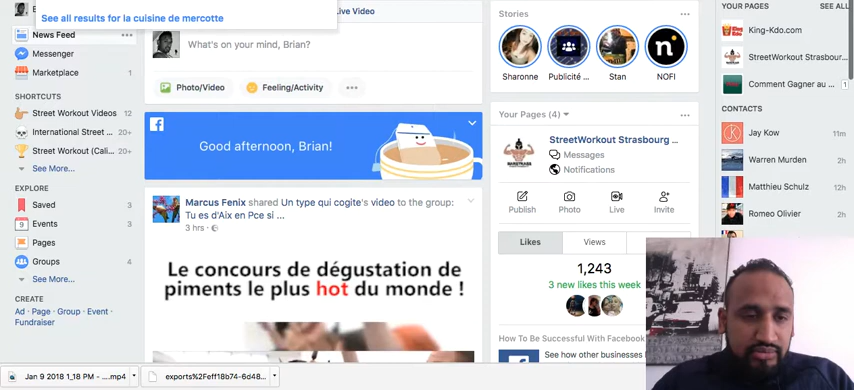 See all results for la cuisine de mercotte
News Feed
Messenger
Marketplace 1
SHORTCUTS
Street Workout Videos 12
International Street ... 20+
Street Workout (Cali... 20+
See More...
EXPLORE
Saved 3
Events 3
Pages
Groups 4
See More...
CREATE
Ad · Page · Group · Event ·
Fundraiser
Live Video
What's on your mind, Brian?
Photo/Video
Feeling/Activity
Good afternoon, Brian!
Marcus Fenix shared Un type qui cogite's video to the group:
Tu es d'Aix en Pce si ...
3 hrs ·
Le concours de dégustation de
piments le plus hot du monde !
Stories
Sharonne
Publicité ...
Stan
n
NOFI
Your Pages (4)
StreetWorkout Strasbourg ...
Messages
Notifications
Publish
Photo
Live
Invite
Likes
Views
1,243
3 new likes this week
How To Be Successful With Facebook
See how other businesses
YOUR PAGES SEE ALL
King-Kdo.com
StreetWorkout Strasbour...
Comment Gagner au ... 1
CONTACTS
Jay Kow 11m
Warren Murden 2h
Matthieu Schulz 12h
Romeo Olivier 2h
Jan 9 2018 1_18 PM - ....mp4
exports%2Feff18b74-6d48...